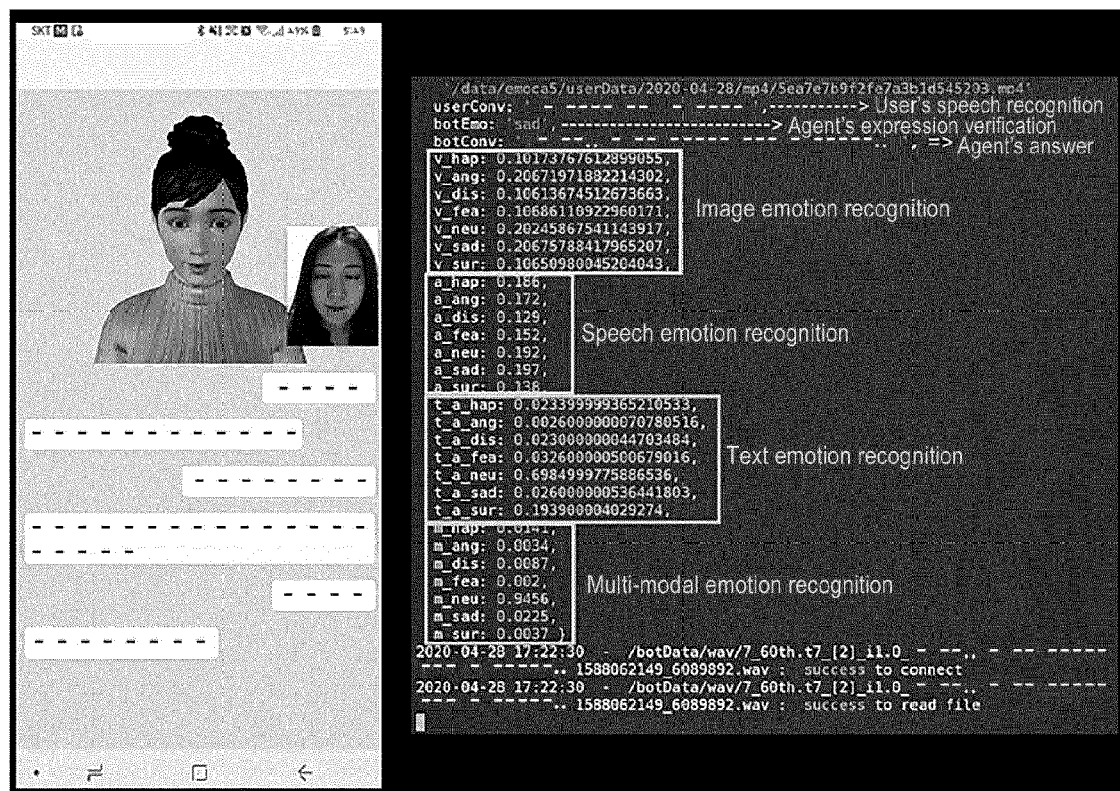 SKT M 49% 5:49
'/data/emoca5/userData/2020-04-28/mp4/5ea7e7b9f2fe7a3b1d545203.mp4'
userConv: ' - ---- -- - ---- ',-----------> User's speech recognition
botEmo: 'sad',------------------------> Agent's expression verification
botConv: , => Agent's answer
v_hap: 0.10173767612899055,
v_ang: 0.20671971882214302,
v_dis: 0.10613674512673663,
v_fea: 0.10686110922960171,
v_neu: 0.20245867541143917,
v_sad: 0.20675788417965207,
v_sur: 0.10650980045204043,
Image emotion recognition
a_hap: 0.186,
a_ang: 0.172,
a_dis: 0.129,
a_fea: 0.152,
a_neu: 0.192,
a_sad: 0.197,
a_sur: 0.138
Speech emotion recognition
t_a_hap: 0.023399999365210533,
t_a_ang: 0.0026000000070780516,
t_a_dis: 0.023000000044703484,
t_a_fea: 0.032600000500679016,
t_a_neu: 0.6984999775886536,
t_a_sad: 0.026000000536441803,
t_a_sur: 0.193900004029274,
Text emotion recognition
m_hap: 0.0141,
m_ang: 0.0034,
m_dis: 0.0087,
m_fea: 0.002,
m_neu: 0.9456,
m_sad: 0.0225,
m_sur: 0.0037 }
Multi-modal emotion recognition
2020-04-28 17:22:30 - /botData/wav/7_60th.t7_[2]_i1.0_ - --.. - -- -----
--- - ------.. 1588062149_6089892.wav : success to connect
2020-04-28 17:22:30 - /botData/wav/7_60th.t7_[2]_i1.0_ - --.. - -- -----
--- - ------.. 1588062149_6089892.wav : success to read file